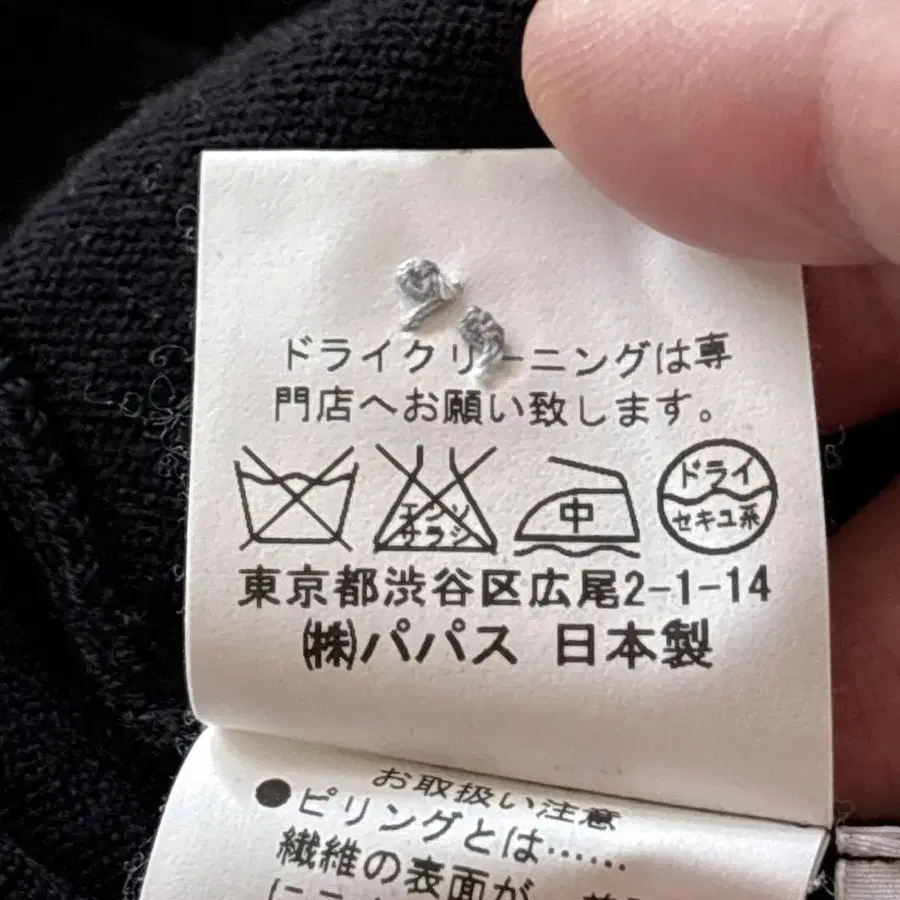 ドライクリーニングは専
門店へお願い致します。
エンソ
サラシ
中
ドライ
セキユ系
東京都渋谷区広尾2-1-14
㈱パパス 日本製
お取扱い注意
●ピリングとは……
繊維の表面が、